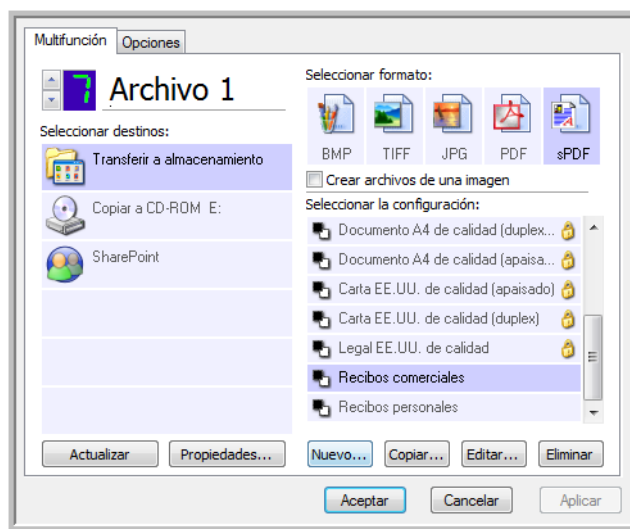 Multifunción
Opciones
7
Archivo 1
Seleccionar destinos:
Transferir a almacenamiento
Copiar a CD-ROM E:
SharePoint
Actualizar
Propiedades...
Seleccionar formato:
BMP TIFF JPG PDF sPDF
Crear archivos de una imagen
Seleccionar la configuración:
Documento A4 de calidad (duplex...
Documento A4 de calidad (apaisa...
Carta EE.UU. de calidad (apaisado)
Carta EE.UU. de calidad (duplex)
Legal EE.UU. de calidad
Recibos comerciales
Recibos personales
Nuevo...
Copiar...
Editar...
Eliminar
Aceptar
Cancelar
Aplicar